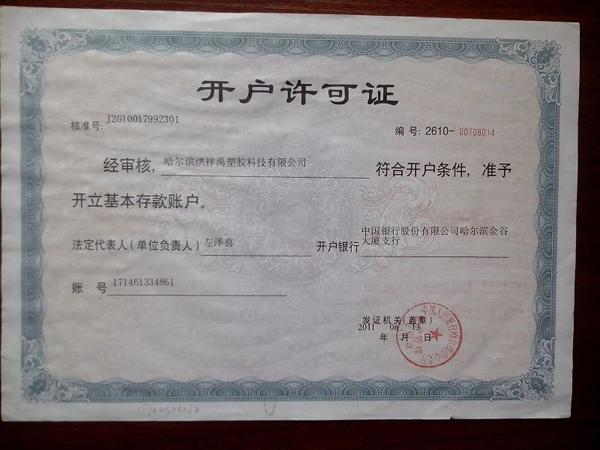 开户许可证
核准号: J2610017992301
编号: 2610-00708014
经审核, 哈尔滨洪祥禹塑胶科技有限公司 符合开户条件, 准予
开立基本存款账户。
法定代表人(单位负责人) 左泽喜 开户银行 中国银行股份有限公司哈尔滨金谷
大厦支行
账号 171461334861
发证机关(盖章)
2011 06 13
年 月 日